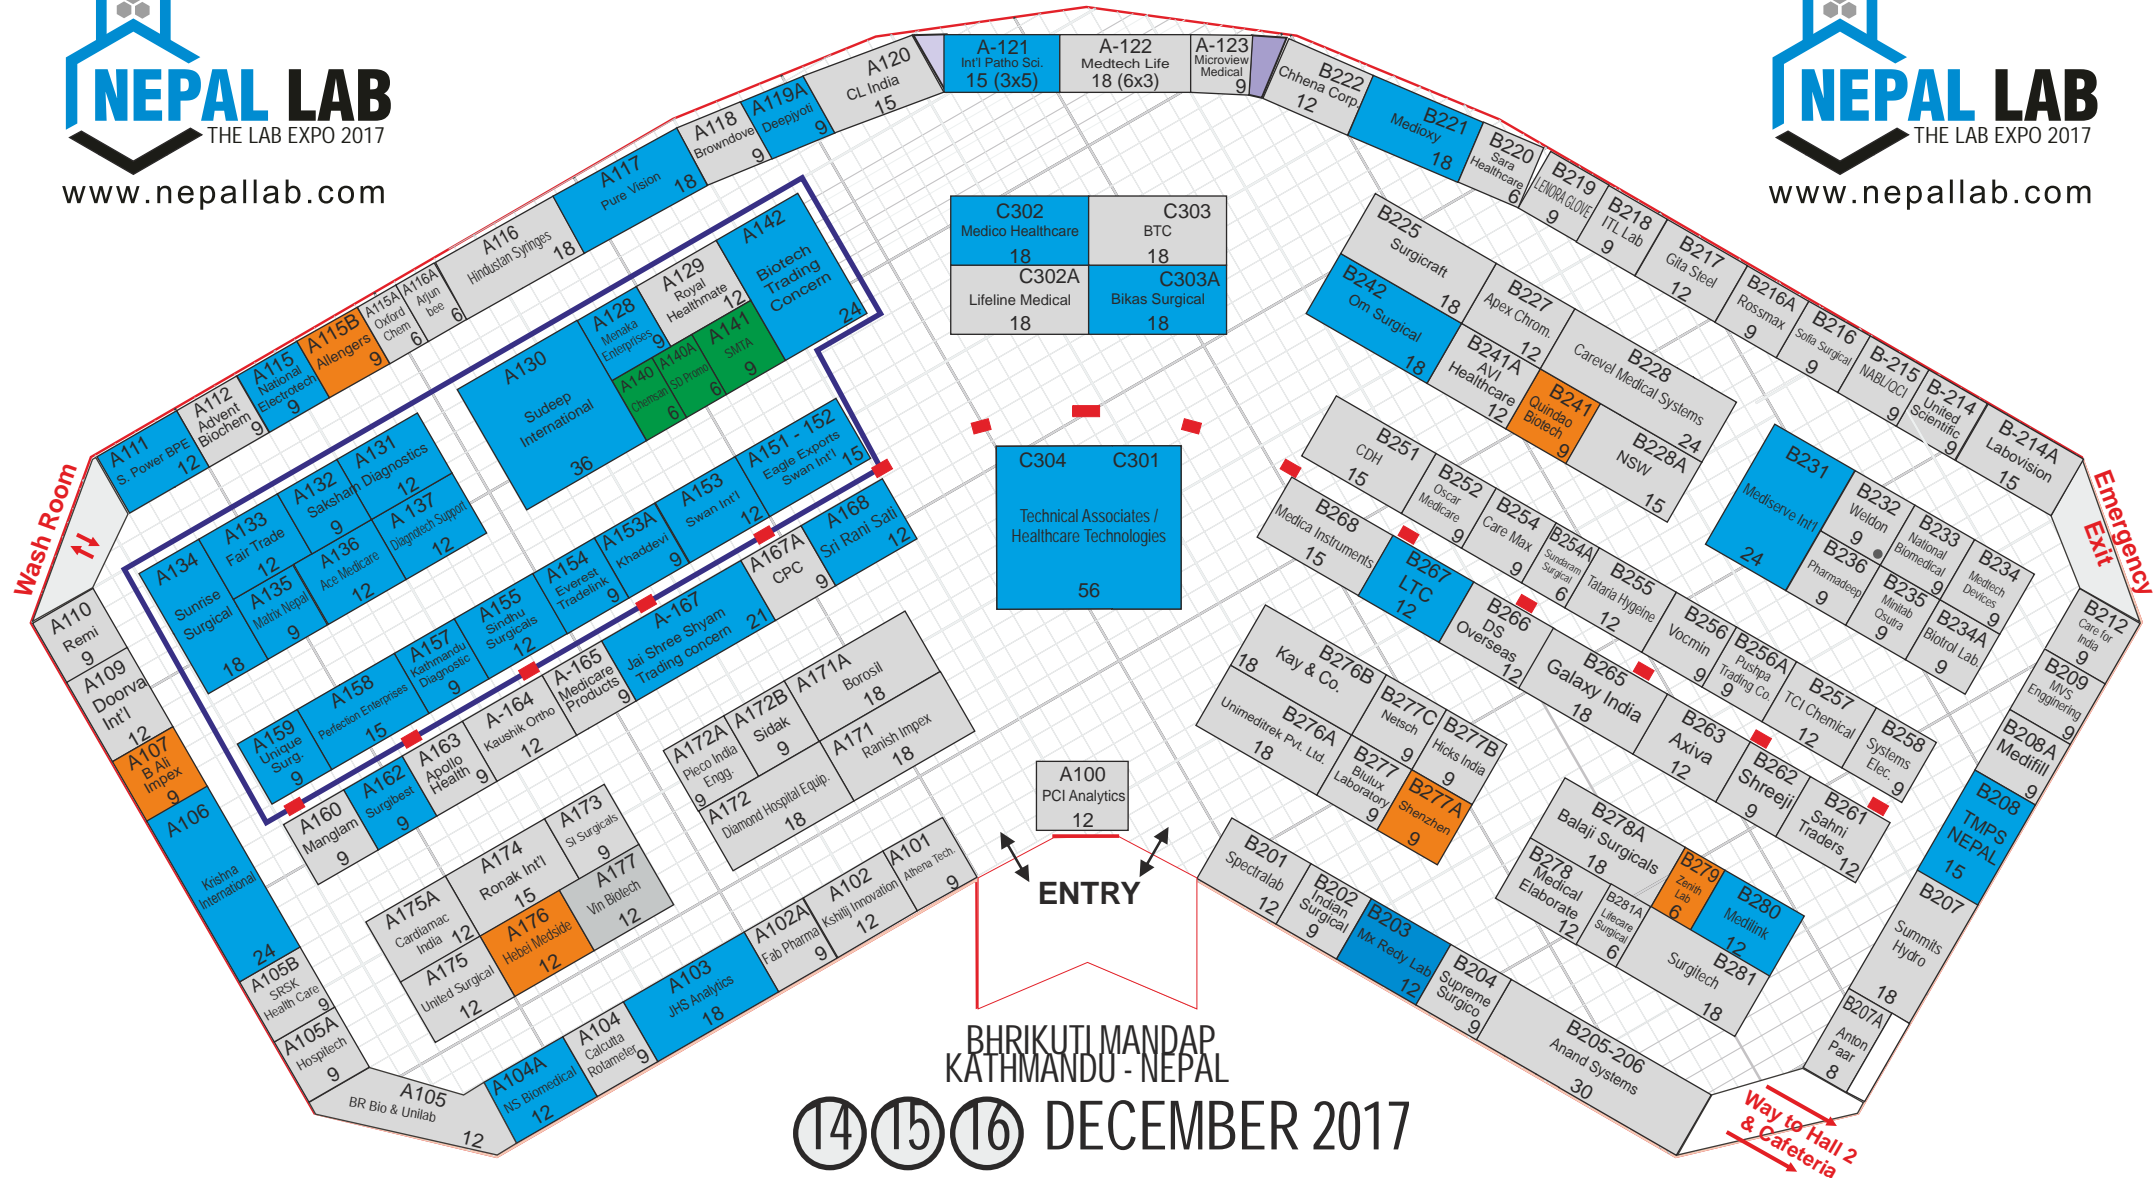 NEPAL LAB
THE LAB EXPO 2017
www.nepallab.com
NEPAL LAB
THE LAB EXPO 2017
www.nepallab.com
A-121
Int'l Patho Sci.
15 (3x5)
A-122
Medtech Life
18 (6x3)
A-123
Microview
Medical
9
A120
CL India
15
A119A
Deepjyoti
9
A118
Browndove
9
A117
Pure Vision
18
A116
Hindustan Syringes
18
A116A
Arjun
bee
6
A115A
Oxford
Chem
6
A115B
Allengers
9
A115
National
Electrotech
9
A112
Advent
Biochem
9
A111
S. Power BPE
12
Wash Room
A110
Remi
9
A109
Doorva
Int'l
12
A107
B Ali
Impex
9
A106
Krishna
International
24
A105B
SRSK
Health Care
9
A105A
Hospitech
9
A105
BR Bio & Unilab
12
A104A
NS Biomedical
12
A104
Calcutta
Rotameter
9
A103
JHS Analytics
18
A102A
Fab Pharma
9
A102
Kshilij Innovation
12
A101
Athena Tech.
9
A142
Biotech
Trading
Concern
24
A129
Royal
Healthmate
12
A128
Menaka
Enterprises
9
A141
SMTA
9
A140A
SD Promo
6
A140
Chemsan
6
A130
Sudeep
International
36
A131
Diagnostics
12
A132
Saksham
9
A133
Fair Trade
12
A134
Sunrise
Surgical
18
A135
Matrix Nepal
9
A136
Ace Medicare
12
A137
Diagntech Support
12
A151 - 152
Eagle Exports
Swan Int'l
15
A153
Swan Int'l
12
A153A
Khaddevi
9
A154
Everest
Tradelink
9
A155
Sindhu
Surgicals
12
A157
Kathmandu
Diagnostic
9
A158
Perfection Enterprises
15
A159
Unique
Surg.
9
A168
Sri Rani Sati
12
A167A
CPC
9
A-167
Jai Shree Shyam
Trading concern
21
A-165
Medicare
Products
9
A-164
Kaushik Ortho
12
A163
Apollo
Health
9
A162
Surgibest
9
A160
Manglam
9
A171A
Borosil
18
A172B
Sidak
9
A172A
Pieco India
Engg.
9
A171
Ranish Impex
18
A172
Diamond Hospital Equip.
18
A173
SI Surgicals
9
A174
Ronak Int'l
15
A175A
Cardiamac
India
12
A177
Vin Biotech
12
A176
Hebei Medside
12
A175
United Surgical
12
C302
Medico Healthcare
18
C303
BTC
18
C302A
Lifeline Medical
18
C303A
Bikas Surgical
18
C304 C301
Technical Associates /
Healthcare Technologies
56
A100
PCI Analytics
12
ENTRY
B222
Chhena Corp.
12
B221
Medioxy
18
B220
Sara
Healthcare
6
B219
LENORA GLOVE
9
B218
ITL Lab
9
B217
Gita Steel
12
B216A
Rossmax
9
B216
Sofia Surgical
9
B-215
NABL/QCI
9
B-214
United
Scientific
9
B-214A
Labovision
15
Emergency
Exit
B225
Surgicraft
18
B227
Apex Chrom.
12
B228
Carevel Medical Systems
24
B242
Om Surgical
18
B241A
AVI
Healthcare
12
B241
Quindao
Biotech
9
B228A
NSW
15
B231
Mediserve Int'l
24
B232
Weldon
9
B233
National
Biomedical
9
B234
Medtech
Devices
9
B236
Pharmadeep
9
B235
Minitab
Qsutra
9
B234A
Biotrol Lab.
9
B251
CDH
15
B252
Oscar
Medicare
9
B254
Care Max
9
B254A
Sundaram
Surgical
6
B255
Tataria Hygeine
12
B256
Vocmin
9
B256A
Pushpa
Trading Co.
9
B257
TCI Chemical
12
B258
Systems
Elec.
9
B268
Medica Instruments
15
B267
LTC
12
B266
DS
Overseas
12
B265
Galaxy India
18
B263
Axiva
12
B262
Shreeji
9
B261
Sahni
Traders
12
B276B
Kay & Co.
18
B277C
Netsch
9
B277B
Hicks India
9
B276A
Unimeditrek Pvt. Ltd.
18
B277
Blulux
Laboratory
9
B277A
Shenzhen
9
B278A
Balaji Surgicals
18
B279
Zenith
Lab
6
B280
Medilink
12
B278
Medical
Elaborate
12
B281A
Lifecare
Surgical
6
B281
Surgitech
18
B212
Care for
India
9
B209
MVS
Engginering
9
B208A
Medifill
9
B208
TMPS
NEPAL
15
B207
Summits
Hydro
18
B207A
Anton
Paar
8
B201
Spectralab
12
B202
Indian
Surgical
9
B203
Mx Redy Lab
12
B204
Supreme
Surgico
9
B205-206
Anand Systems
30
Way to Hall 2
& Cafeteria
BHRIKUTI MANDAP
KATHMANDU - NEPAL
14 15 16 DECEMBER 2017